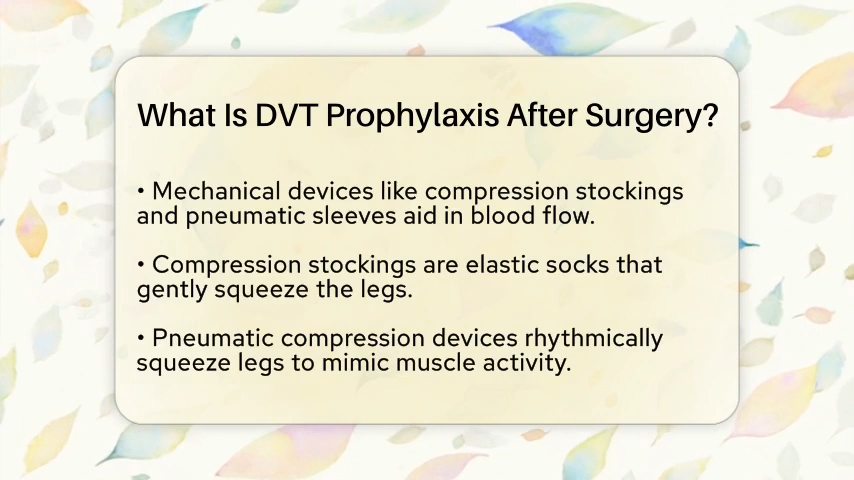 What Is DVT Prophylaxis After Surgery?
• Mechanical devices like compression stockings
and pneumatic sleeves aid in blood flow.
• Compression stockings are elastic socks that
gently squeeze the legs.
• Pneumatic compression devices rhythmically
squeeze legs to mimic muscle activity.